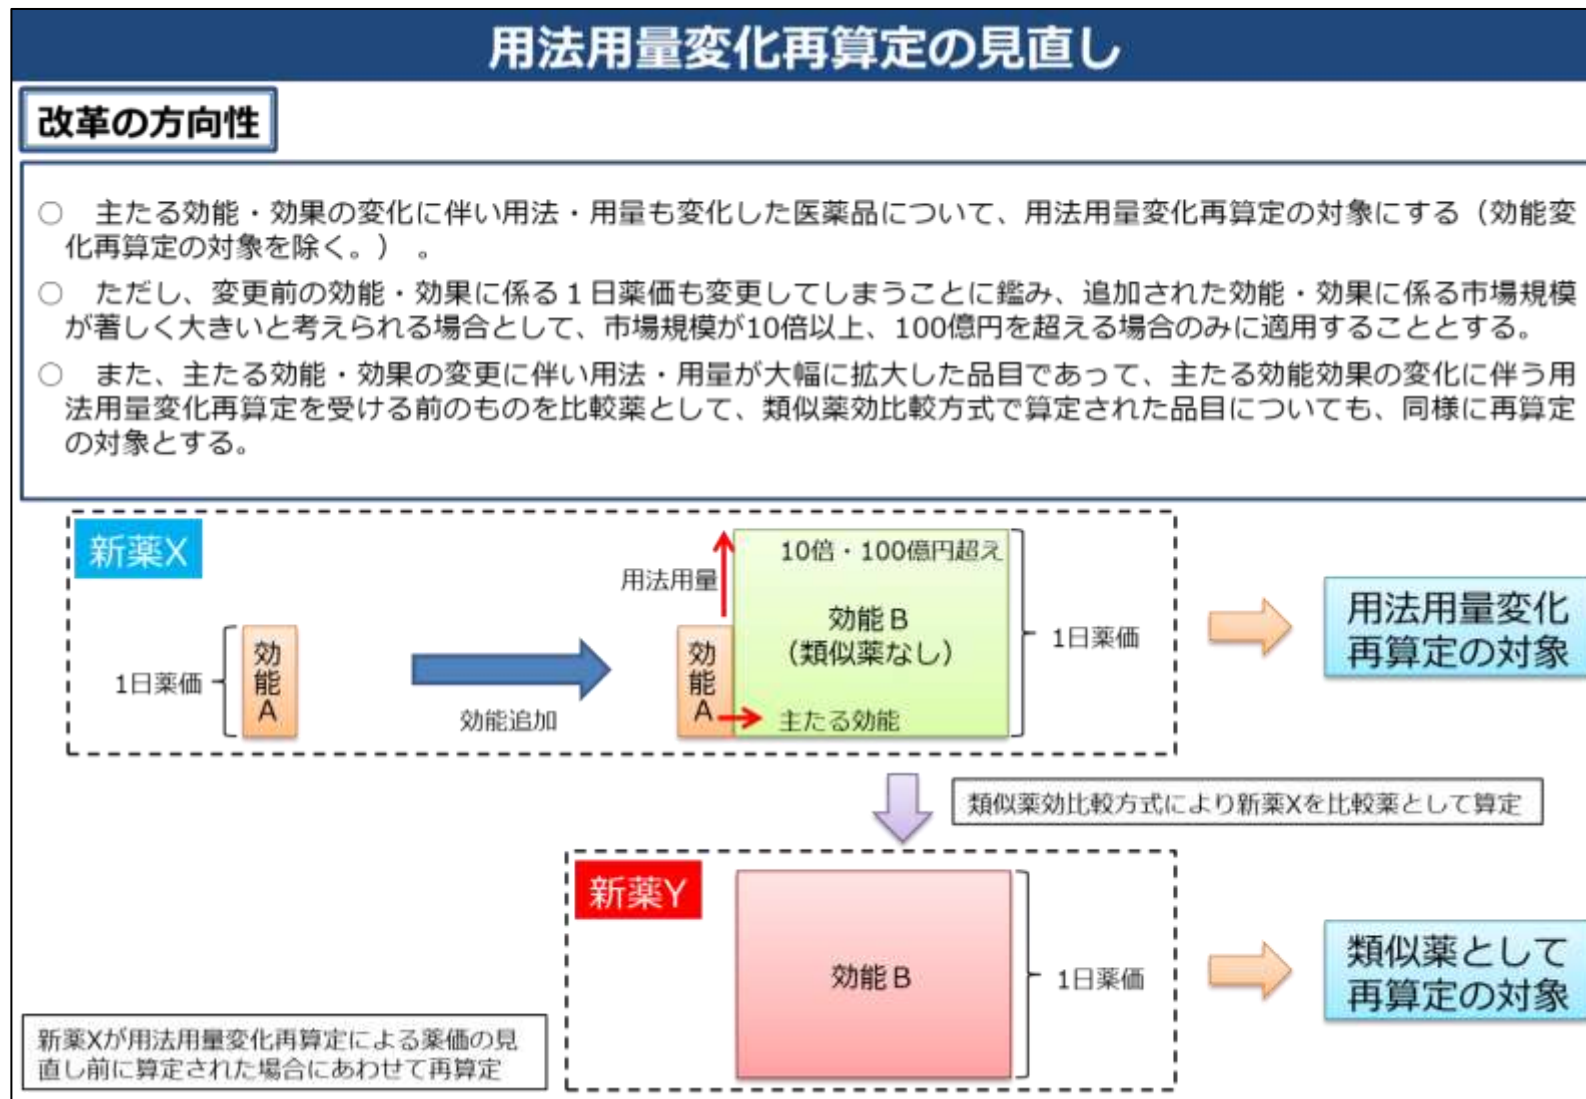 用法用量変化再算定の見直し
改革の方向性
○　主たる効能・効果の変化に伴い用法・用量も変化した医薬品について、用法用量変化再算定の対象にする（効能変
化再算定の対象を除く。）　。
○　ただし、変更前の効能・効果に係る１日薬価も変更してしまうことに鑑み、追加された効能・効果に係る市場規模
が著しく大きいと考えられる場合として、市場規模が10倍以上、100億円を超える場合のみに適用することとする。
○　また、主たる効能・効果の変更に伴い用法・用量が大幅に拡大した品目であって、主たる効能効果の変化に伴う用
法用量変化再算定を受ける前のものを比較薬として、類似薬効比較方式で算定された品目についても、同様に再算定
の対象とする。
新薬X
1日薬価
効能A
効能追加
用法用量
効能A
10倍・100億円超え
効能Ｂ
（類似薬なし）
主たる効能
1日薬価
用法用量変化
再算定の対象
類似薬効比較方式により新薬Xを比較薬として算定
新薬Y
効能Ｂ
1日薬価
類似薬として
再算定の対象
新薬Xが用法用量変化再算定による薬価の見
直し前に算定された場合にあわせて再算定